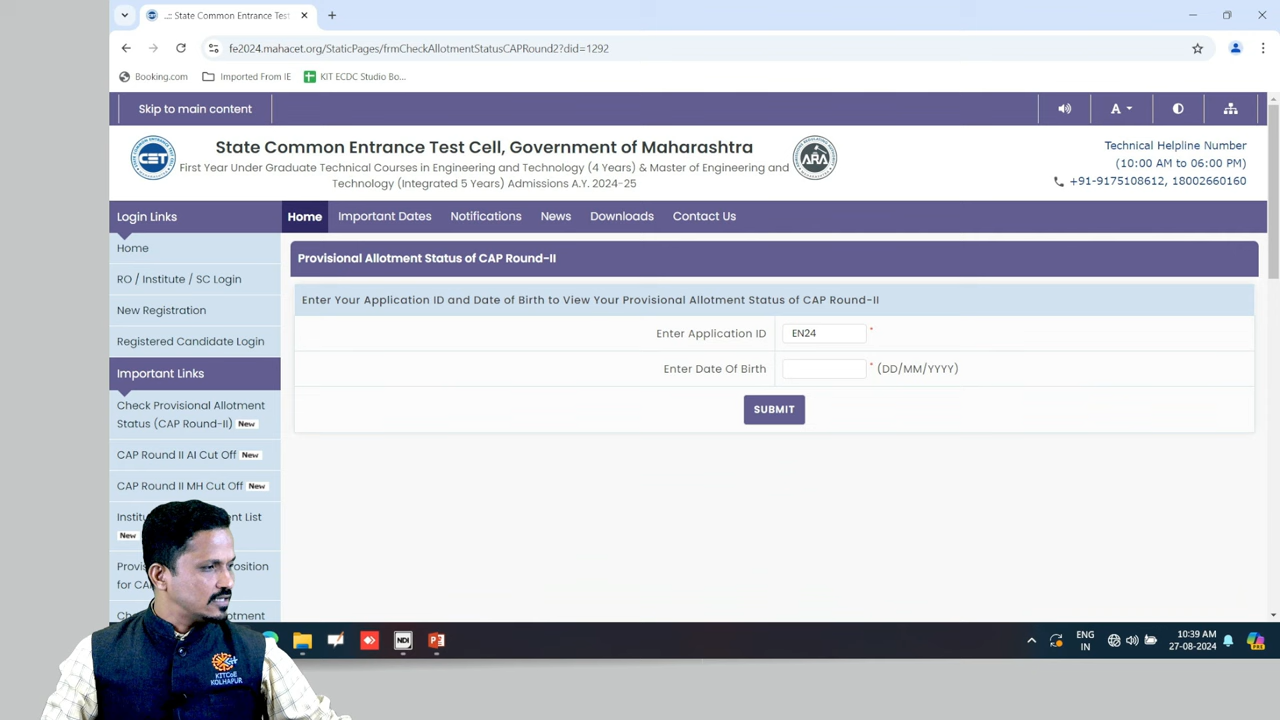 ..:: State Common Entrance Test
fe2024.mahacet.org/StaticPages/frmCheckAllotmentStatusCAPRound2?did=1292
Booking.com
Imported From IE
KIT ECDC Studio Bo...
Skip to main content
A
CET
State Common Entrance Test Cell, Government of Maharashtra
First Year Under Graduate Technical Courses in Engineering and Technology (4 Years) & Master of Engineering and
Technology (Integrated 5 Years) Admissions A.Y. 2024-25
ARA
Technical Helpline Number
(10:00 AM to 06:00 PM)
+91-9175108612, 18002660160
Login Links
Home
Important Dates
Notifications
News
Downloads
Contact Us
Home
RO / Institute / SC Login
New Registration
Registered Candidate Login
Important Links
Check Provisional Allotment
Status (CAP Round-II) New
CAP Round II AI Cut Off New
CAP Round II MH Cut Off New
New
Provisional Allotment Status of CAP Round-II
Enter Your Application ID and Date of Birth to View Your Provisional Allotment Status of CAP Round-II
Enter Application ID
EN24
*
Enter Date Of Birth
* (DD/MM/YYYY)
SUBMIT
KITCoE
KOLHAPUR
NDI
ENG
IN
10:39 AM
27-08-2024